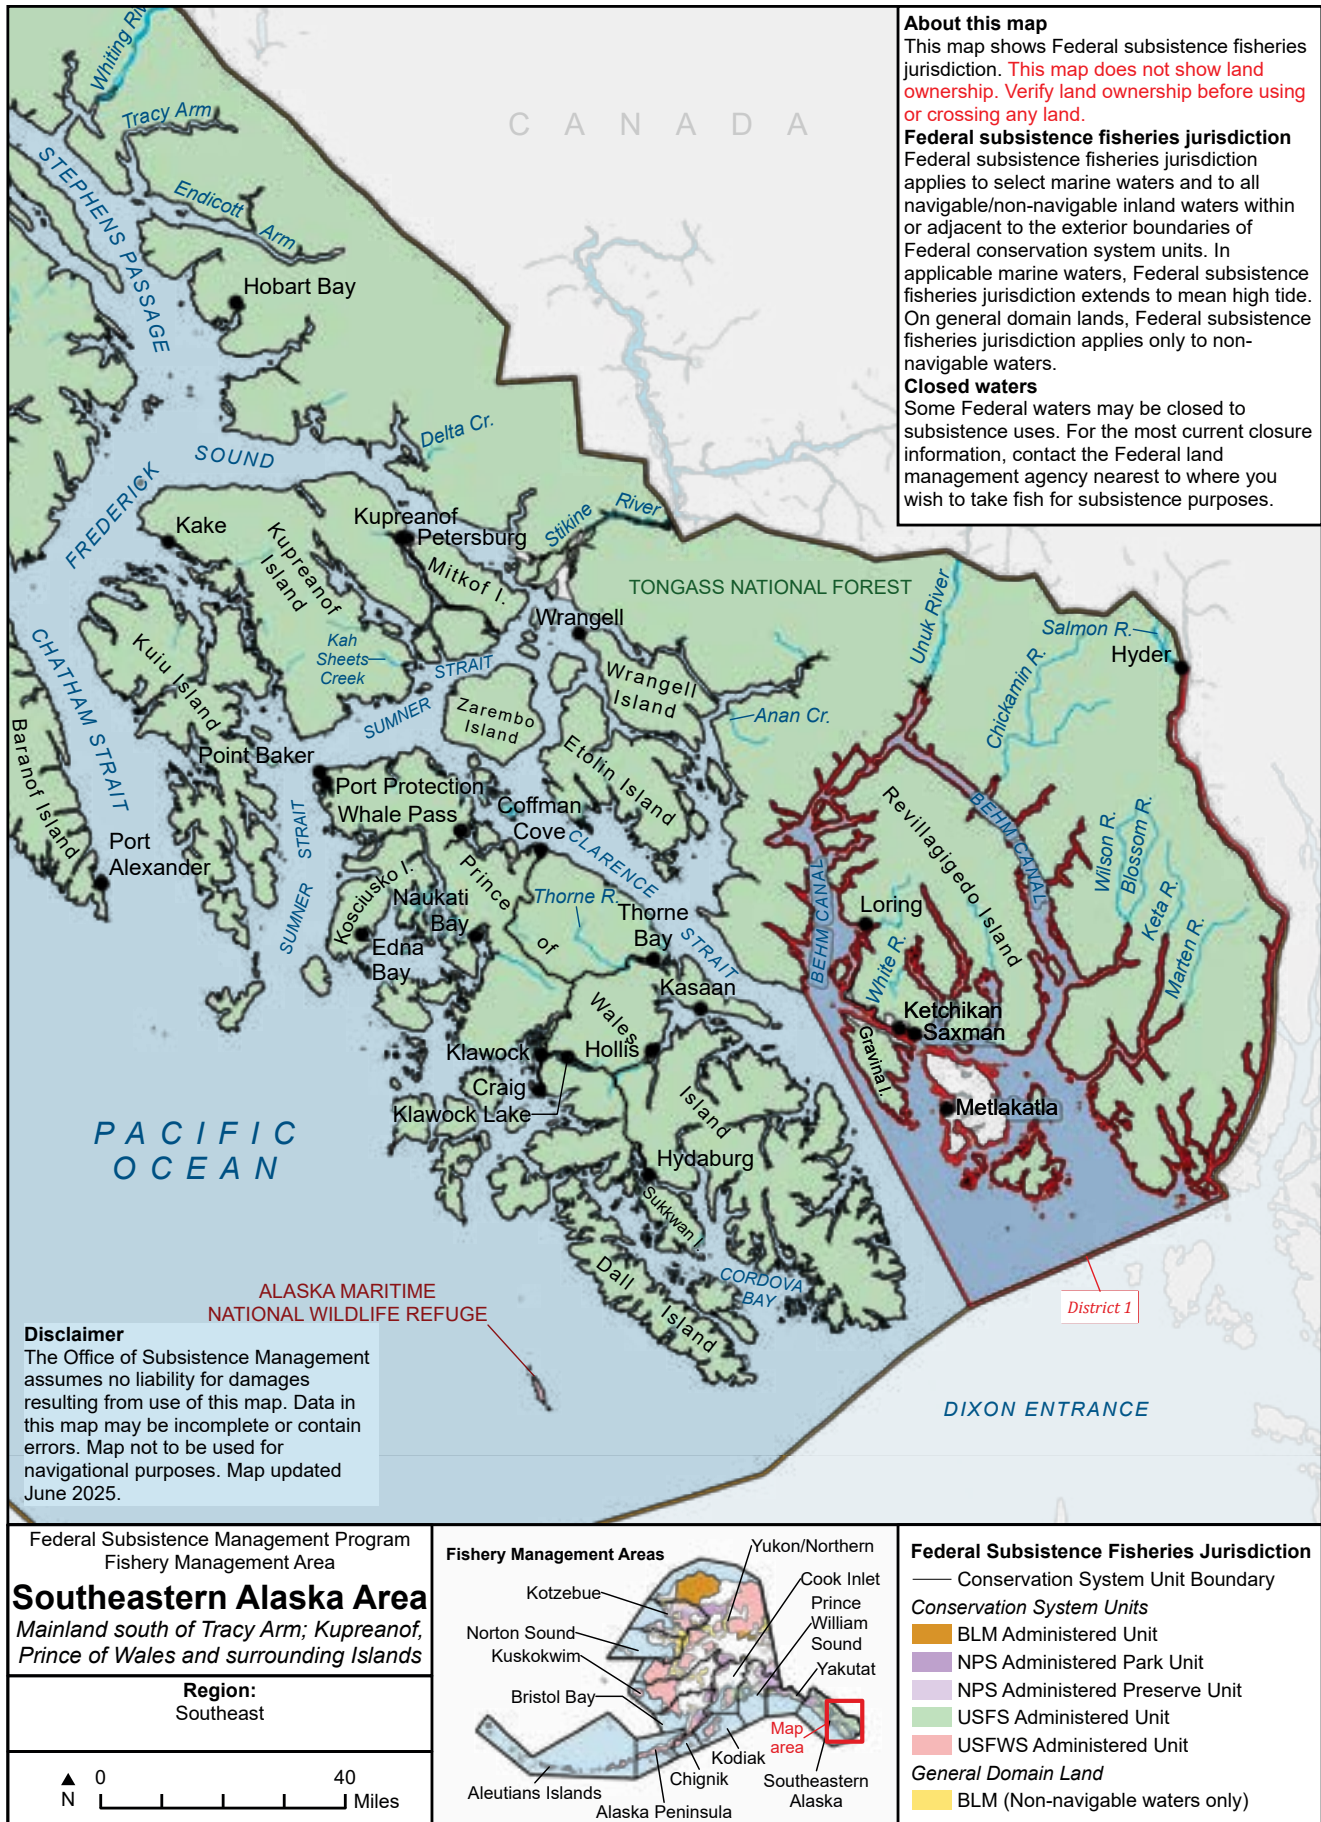 About this map
This map shows Federal subsistence fisheries
jurisdiction. This map does not show land
ownership. Verify land ownership before using
or crossing any land.
Federal subsistence fisheries jurisdiction
Federal subsistence fisheries jurisdiction
applies to select marine waters and to all
navigable/non-navigable inland waters within
or adjacent to the exterior boundaries of
Federal conservation system units. In
applicable marine waters, Federal subsistence
fisheries jurisdiction extends to mean high tide.
On general domain lands, Federal subsistence
fisheries jurisdiction applies only to non-
navigable waters.
Closed waters
Some Federal waters may be closed to
subsistence uses. For the most current closure
information, contact the Federal land
management agency nearest to where you
wish to take fish for subsistence purposes.
CANADA
Whiting Riv
Tracy Arm
STEPHENS PASSAGE
Endicott
Arm
Hobart Bay
Delta Cr.
FREDERICK
SOUND
Kake
Kupreanof
Petersburg
Kupreanof
Island
Mitkof I.
Stikine
River
TONGASS NATIONAL FOREST
Unuk River
Salmon R.
Hyder
Chickamin R.
Wrangell
Kah
Sheets
Creek
CHATHAM STRAIT
Kuiu Island
STRAIT
SUMNER
Wrangell
Island
Zarembo
Island
Anan Cr.
Baranof Island
Point Baker
Etolin Island
Port Protection
Whale Pass
Coffman
Cove
Revillagigedo Island
BEHM CANAL
BEHM CANAL
Wilson R.
Blossom R.
Port
Alexander
STRAIT
SUMNER
CLARENCE
STRAIT
Kosciusko I.
Naukati
Bay
Prince
of
Wales
Island
Thorne R.
Thorne
Bay
Loring
Keta R.
Marten R.
Edna
Bay
White R.
Kasaan
Ketchikan
Saxman
Gravina I.
Klawock
Hollis
Craig
Klawock Lake
Metlakatla
PACIFIC
OCEAN
Hydaburg
Sukkwan I.
Dall
Island
CORDOVA
BAY
ALASKA MARITIME
NATIONAL WILDLIFE REFUGE
District 1
DIXON ENTRANCE
Disclaimer
The Office of Subsistence Management
assumes no liability for damages
resulting from use of this map. Data in
this map may be incomplete or contain
errors. Map not to be used for
navigational purposes. Map updated
June 2025.
Federal Subsistence Management Program
Fishery Management Area
Southeastern Alaska Area
Mainland south of Tracy Arm; Kupreanof,
Prince of Wales and surrounding Islands
Region:
Southeast
0 40
N Miles
Fishery Management Areas
Yukon/Northern
Kotzebue
Cook Inlet
Prince
William
Sound
Norton Sound
Kuskokwim
Yakutat
Bristol Bay
Map
area
Kodiak
Chignik
Aleutians Islands
Southeastern
Alaska
Alaska Peninsula
Federal Subsistence Fisheries Jurisdiction
Conservation System Unit Boundary
Conservation System Units
BLM Administered Unit
NPS Administered Park Unit
NPS Administered Preserve Unit
USFS Administered Unit
USFWS Administered Unit
General Domain Land
BLM (Non-navigable waters only)